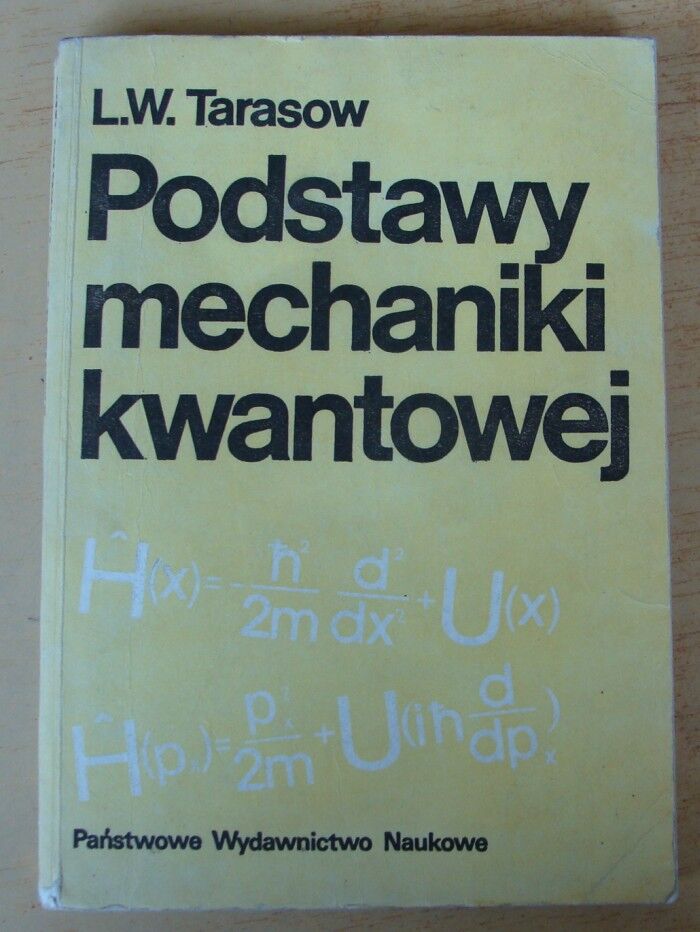 L.W. Tarasow
Podstawy
mechaniki
kwantowej
Ĥ(x)=-ħ²/2m d²/dx²+U(x)
Ĥ(pₓ)=pₓ²/2m+U(iħ d/dpₓ)
Państwowe Wydawnictwo Naukowe